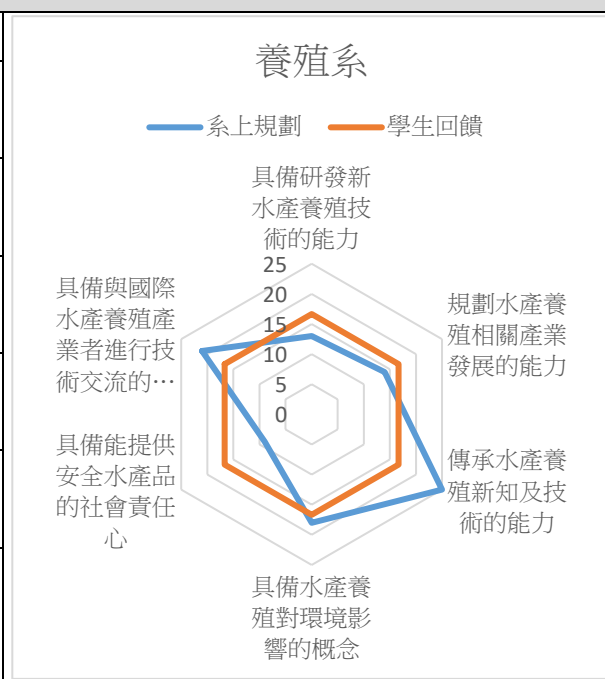 養殖系
系上規劃 學生回饋
具備研發新
水產養殖技
術的能力
25
20
15
10
5
0
規劃水產養
殖相關產業
發展的能力
傳承水產養
殖新知及技
術的能力
具備水產養
殖對環境影
響的概念
具備能提供
安全水產品
的社會責任
心
具備與國際
水產養殖產
業者進行技
術交流的…